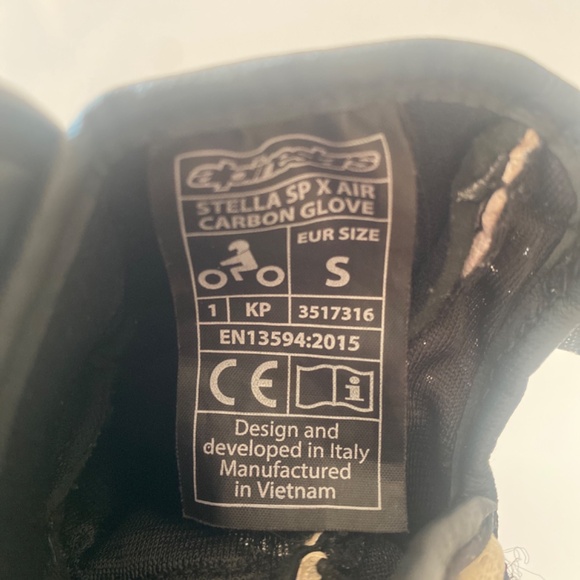 alpinestars
STELLA SP X AIR
CARBON GLOVE
EUR SIZE
S
1 KP 3517316
EN13594:2015
CE
Design and
developed in Italy
Manufactured
in Vietnam